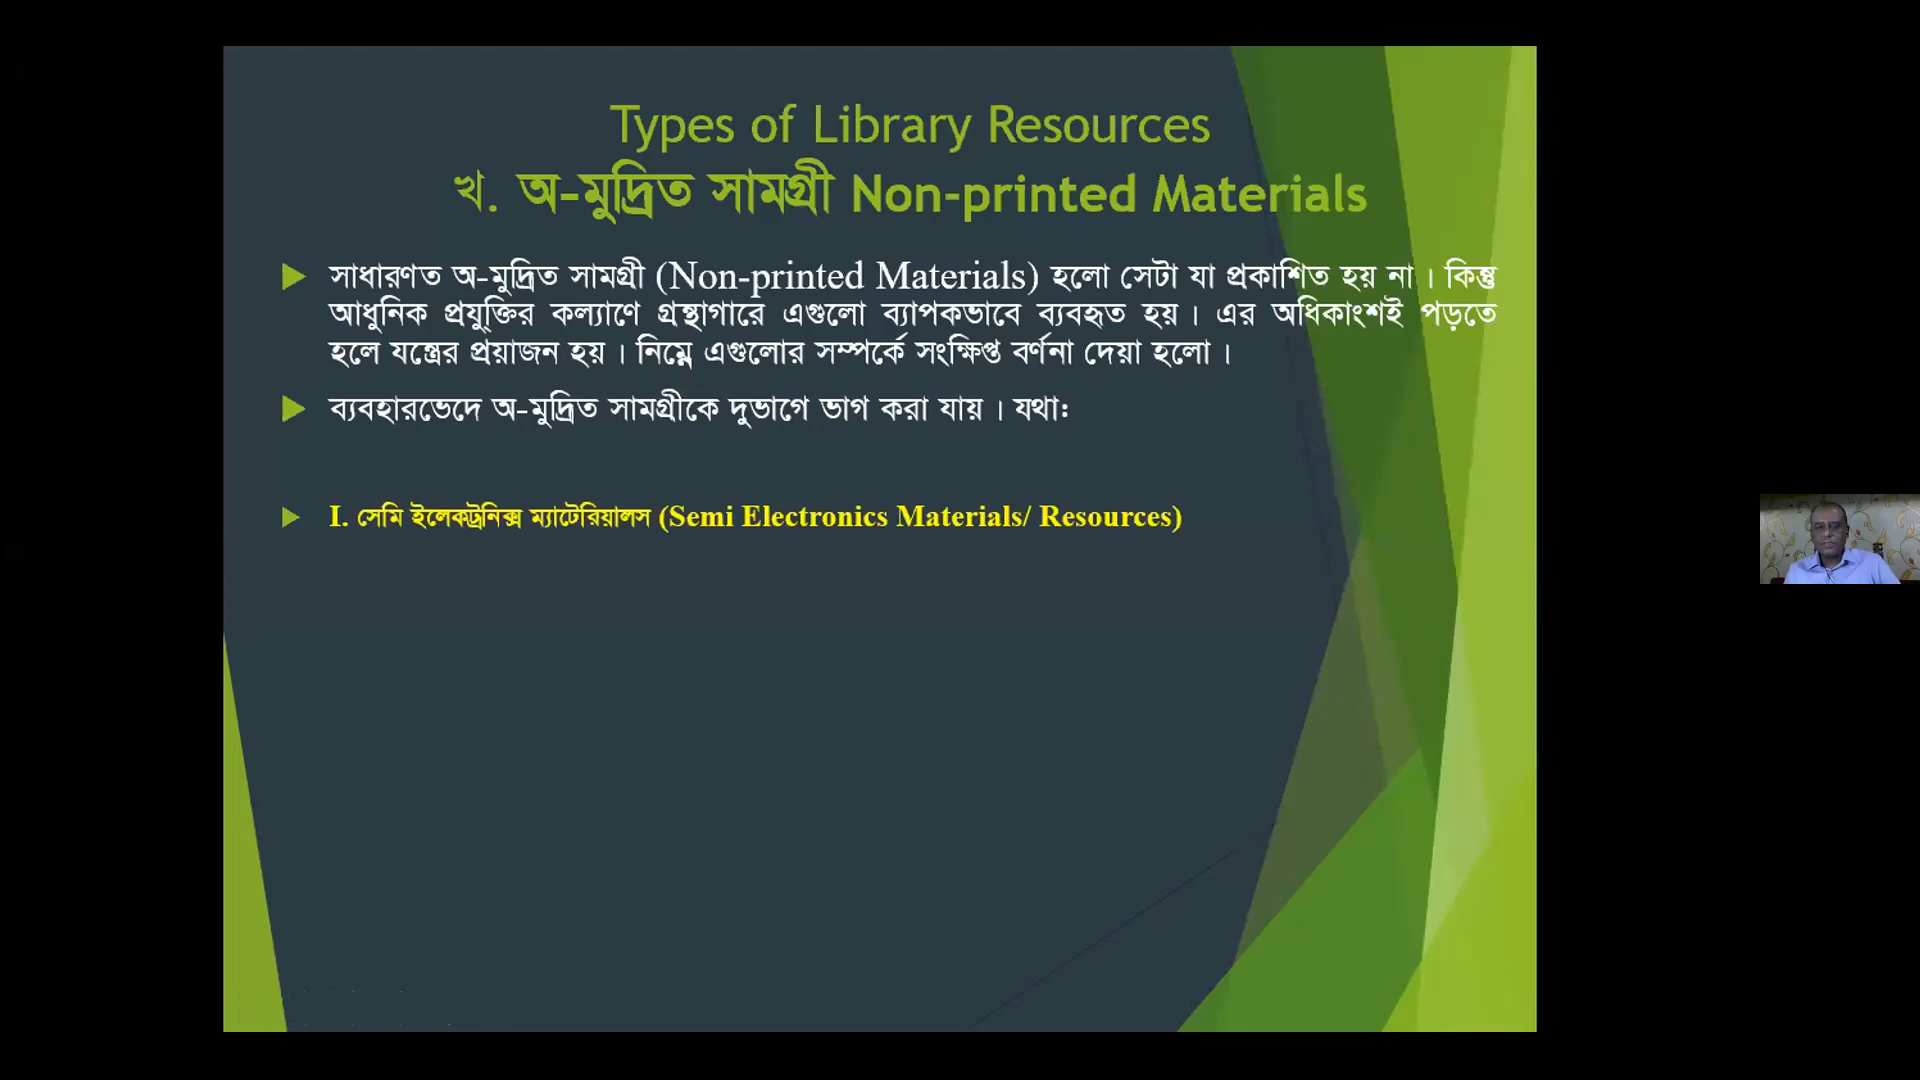 Types of Library Resources
খ. অ-মুদ্রিত সামগ্রী Non-printed Materials
সাধারণত অ-মুদ্রিত সামগ্রী (Non-printed Materials) হলো সেটা যা প্রকাশিত হয় না । কিন্তু
আধুনিক প্রযুক্তির কল্যাণে গ্রন্থাগারে এগুলো ব্যাপকভাবে ব্যবহৃত হয়। এর অধিকাংশই পড়তে
হলে যন্ত্রের প্রয়াজন হয় । নিম্নে এগুলোর সম্পর্কে সংক্ষিপ্ত বর্ণনা দেয়া হলো ।
ব্যবহারভেদে অ-মুদ্রিত সামগ্রীকে দুভাগে ভাগ করা যায় । যথা:
I. সেমি ইলেকট্রনিক্স ম্যাটেরিয়ালস (Semi Electronics Materials/ Resources)